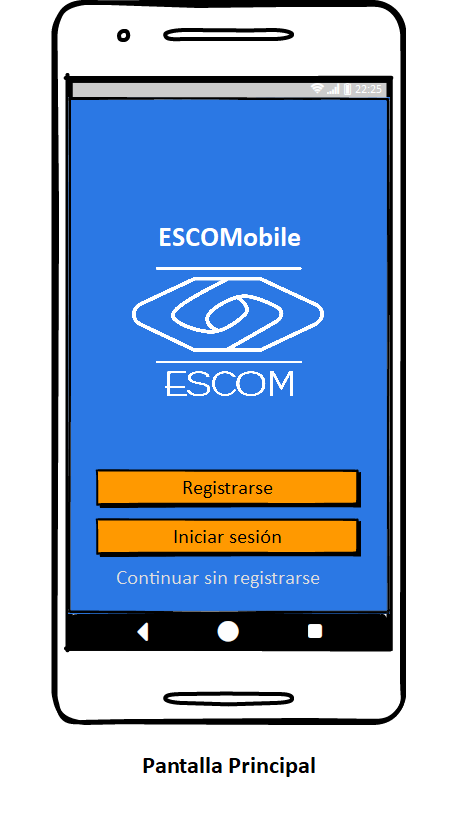 22:25
ESCOMobile
ESCOM
Registrarse
Iniciar sesión
Continuar sin registrarse
Pantalla Principal